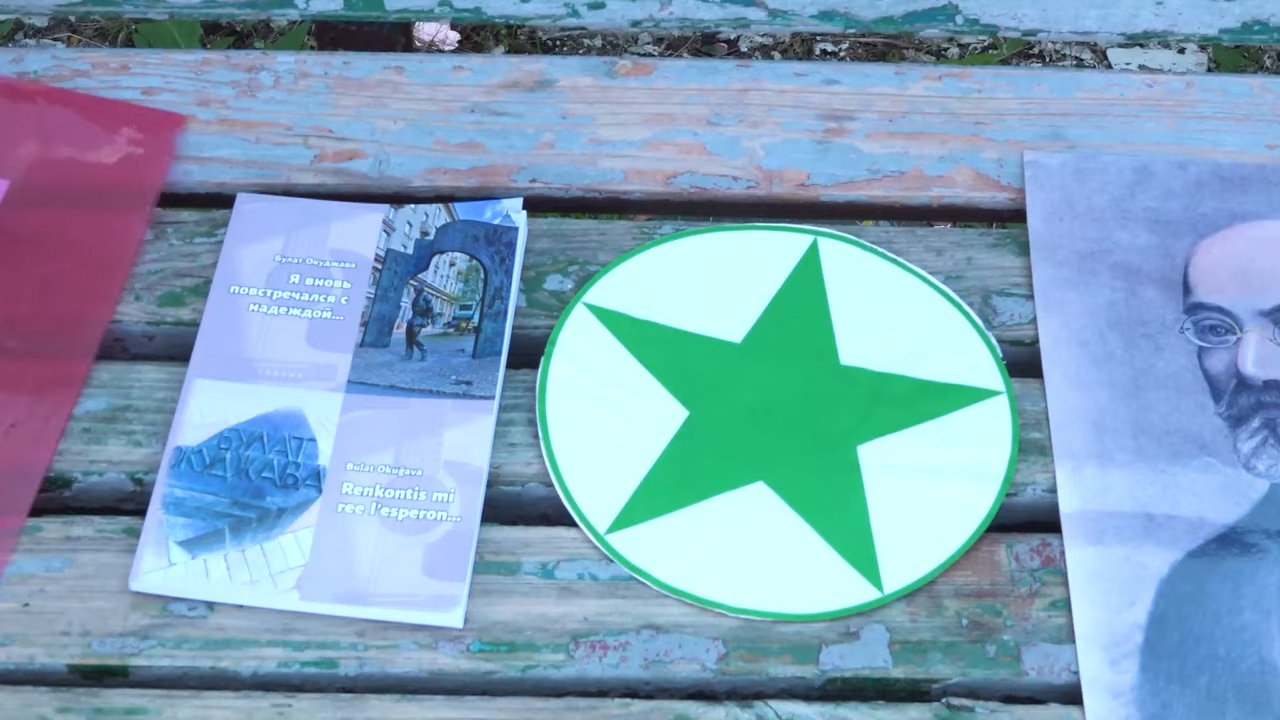 Булат Окуджава
Я вновь
повстречался с
надеждой...
БУЛАТ
ОКУДЖАВА
Bulat Okuĝava
Renkontis mi
ree l'esperon...